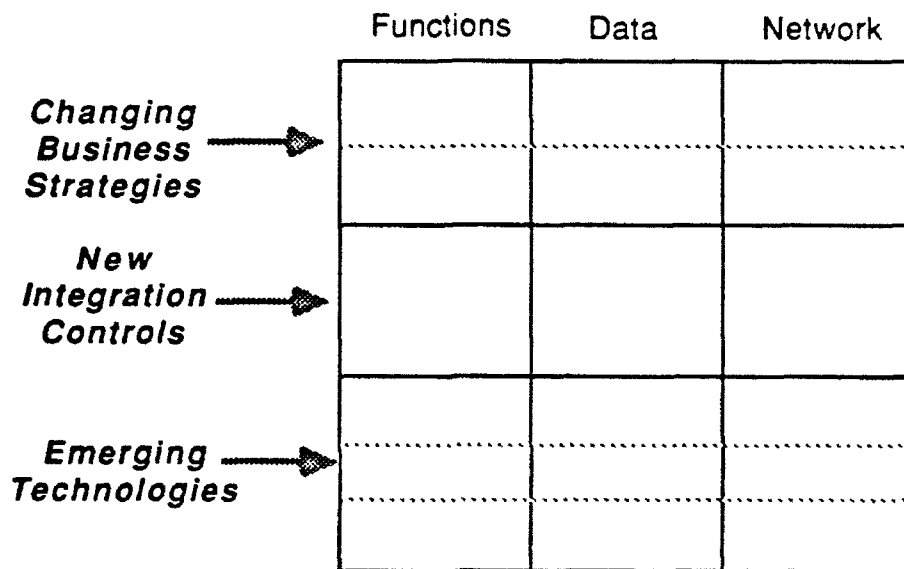 Functions Data Network
Changing
Business
Strategies
New
Integration
Controls
Emerging
Technologies